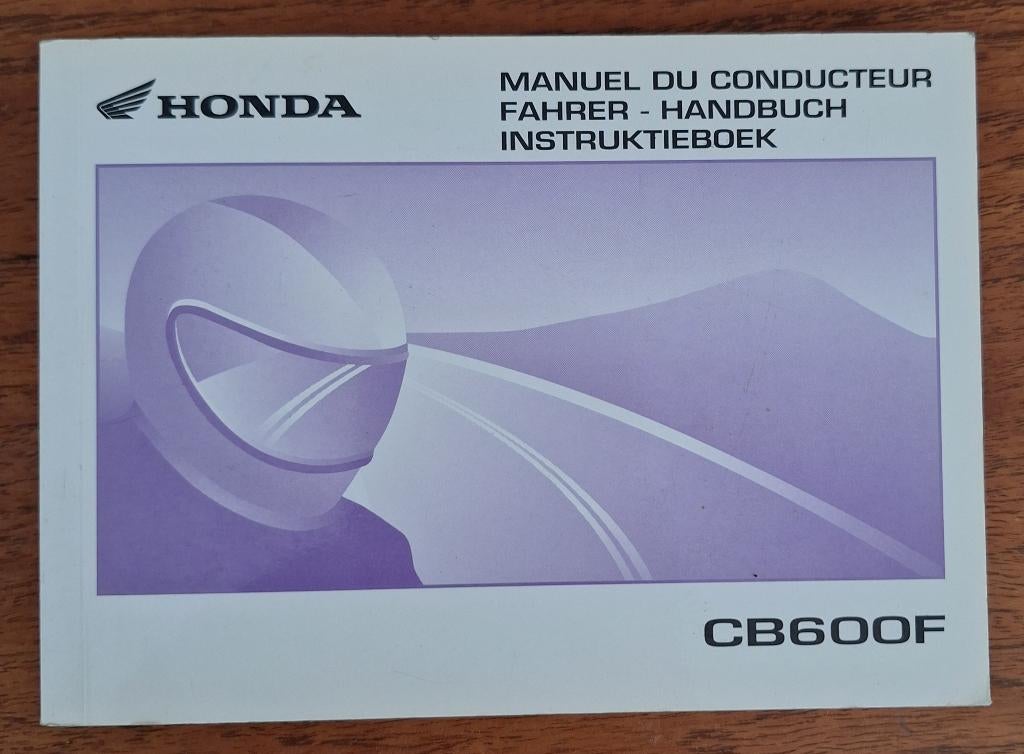 HONDA
MANUEL DU CONDUCTEUR
FAHRER - HANDBUCH
INSTRUKTIEBOEK
CB600F